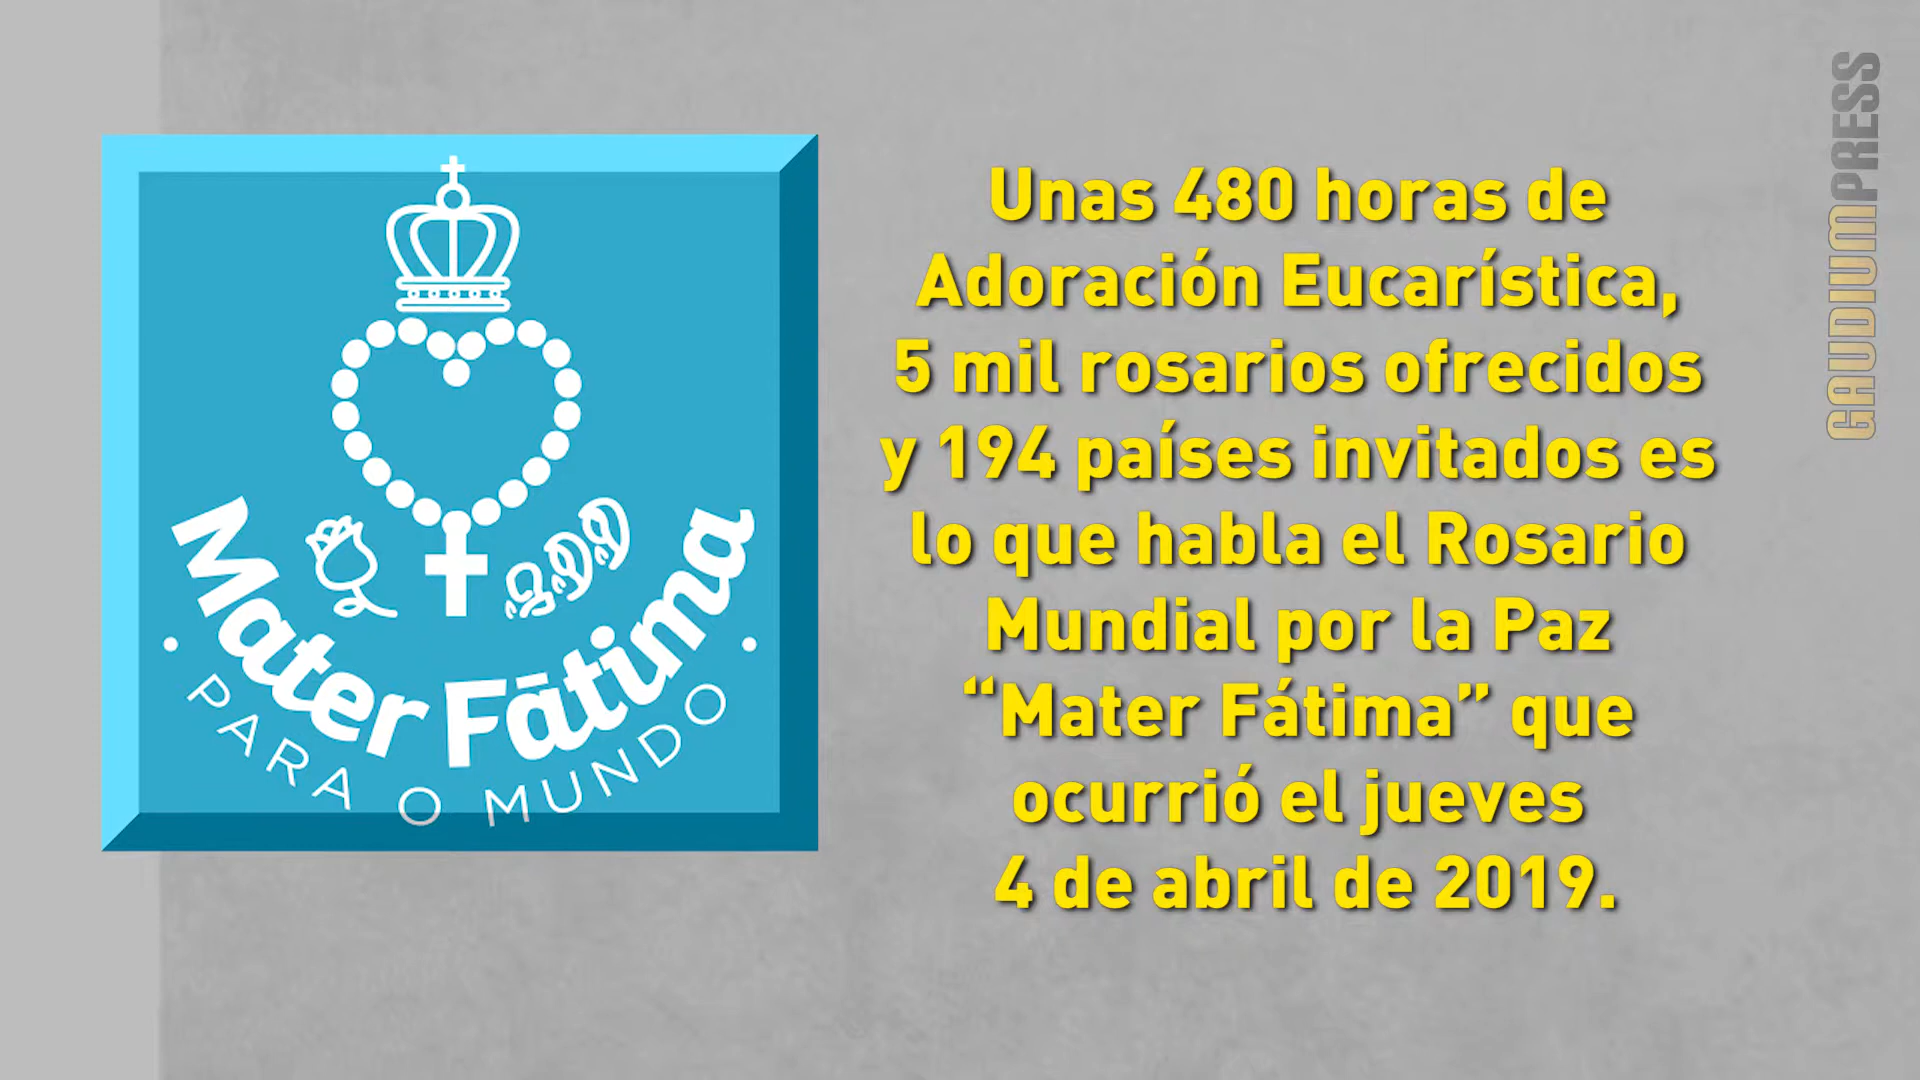 Mater Fātima
• PARA O MUNDO •
Unas 480 horas de
Adoración Eucarística,
5 mil rosarios ofrecidos
y 194 países invitados es
lo que habla el Rosario
Mundial por la Paz
“Mater Fátima” que
ocurrió el jueves
4 de abril de 2019.
GAUDIUMPRESS